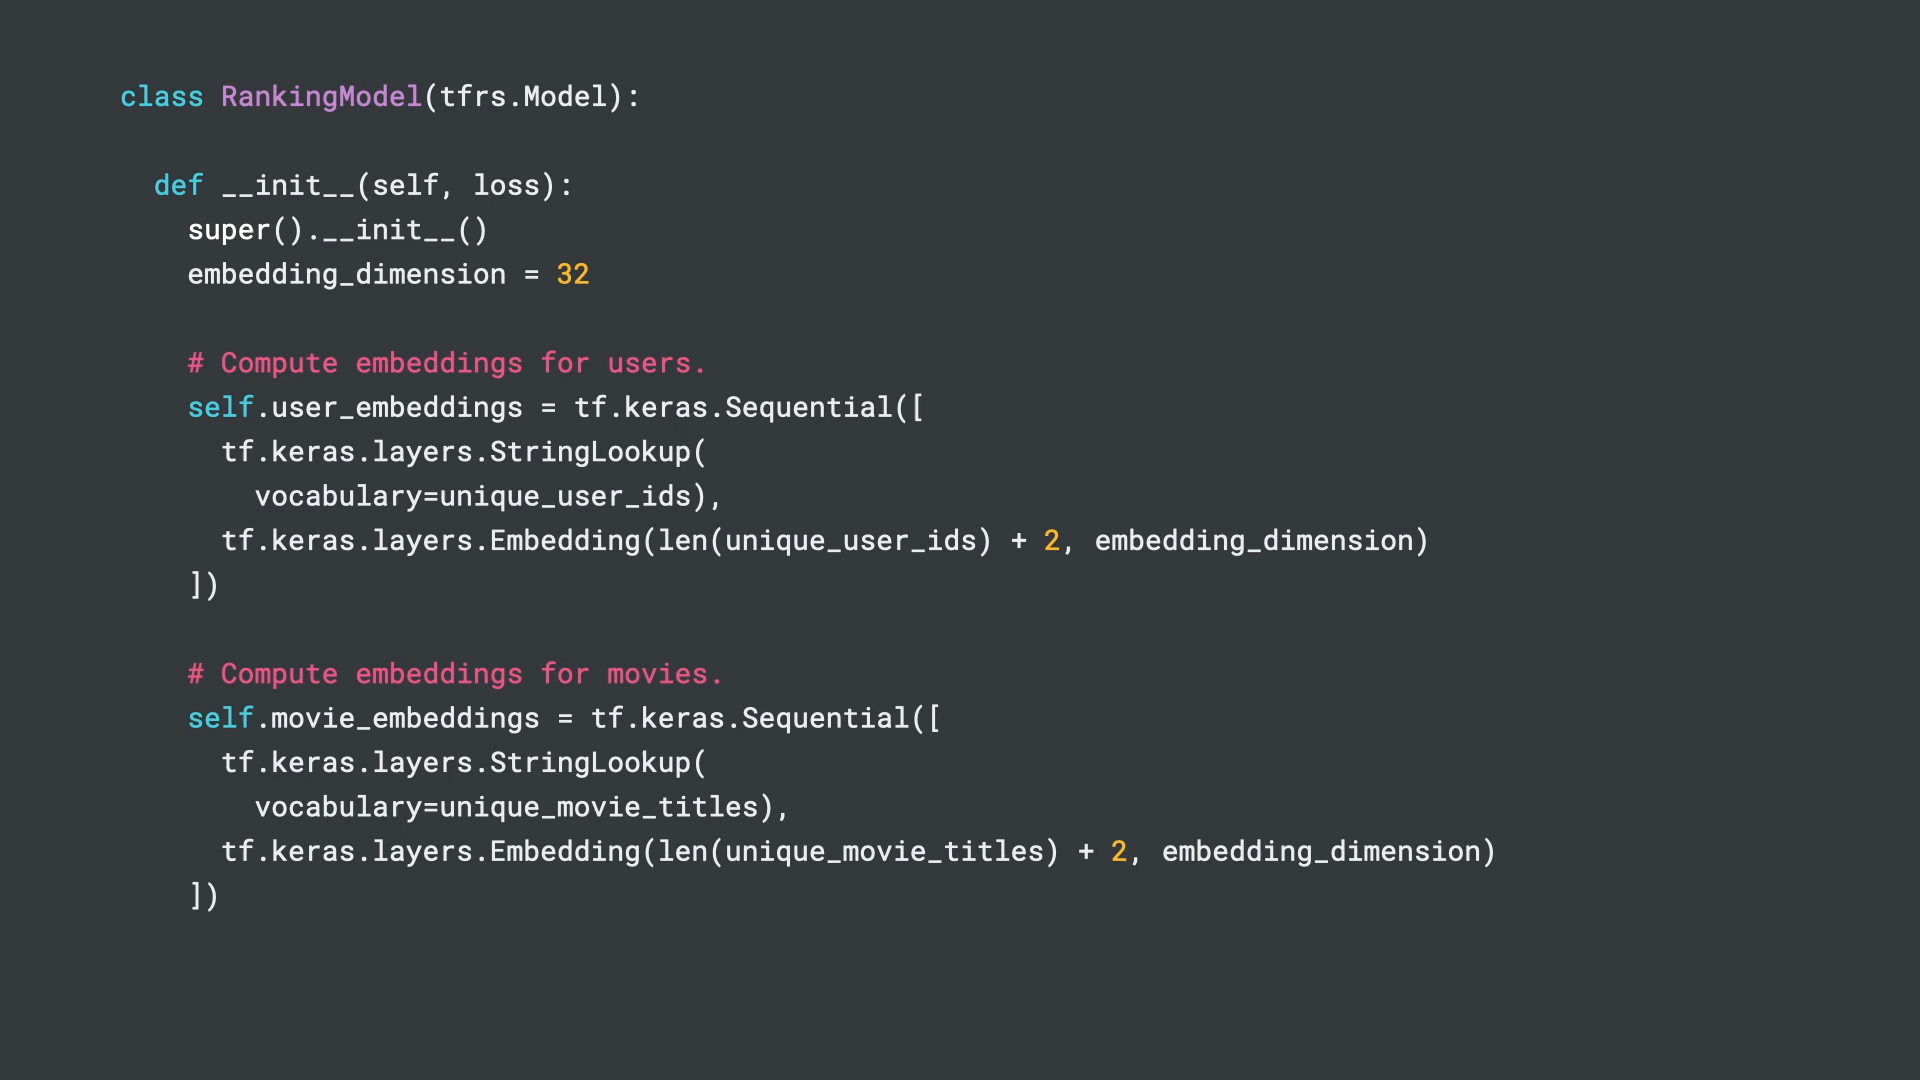 class RankingModel(tfrs.Model):
def __init__(self, loss):
super().__init__()
embedding_dimension = 32
# Compute embeddings for users.
self.user_embeddings = tf.keras.Sequential([
tf.keras.layers.StringLookup(
vocabulary=unique_user_ids),
tf.keras.layers.Embedding(len(unique_user_ids) + 2, embedding_dimension)
])
# Compute embeddings for movies.
self.movie_embeddings = tf.keras.Sequential([
tf.keras.layers.StringLookup(
vocabulary=unique_movie_titles),
tf.keras.layers.Embedding(len(unique_movie_titles) + 2, embedding_dimension)
])